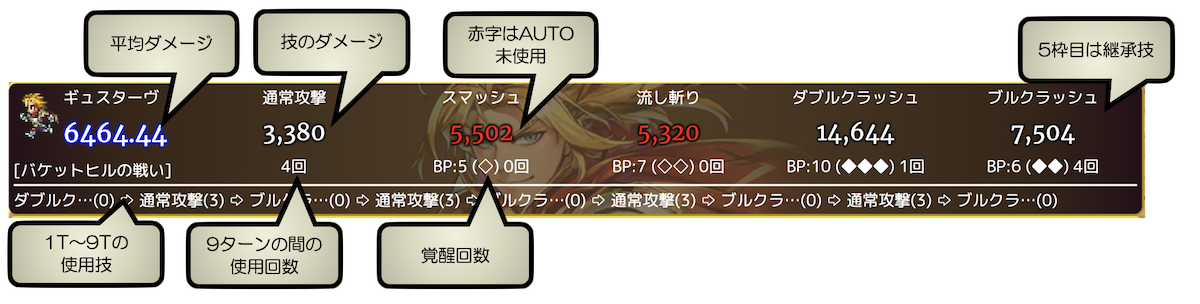 平均ダメージ
技のダメージ
赤字はAUTO
未使用
5枠目は継承技
ギュスターヴ 通常攻撃 スマッシュ 流し斬り ダブルクラッシュ ブルクラッシュ
6464.44 3,380 5,502 5,320 14,644 7,504
[バケットヒルの戦い] 4回 BP:5 (◇) 0回 BP:7 (◇◇) 0回 BP:10 (◆◆◆) 1回 BP:6 (◆◆) 4回
ダブルク…(0) ⇨ 通常攻撃(3) ⇨ ブルクラ…(0) ⇨ 通常攻撃(3) ⇨ ブルクラ…(0) ⇨ 通常攻撃(3) ⇨ ブルクラ…(0) ⇨ 通常攻撃(3) ⇨ ブルクラ…(0)
1T〜9Tの
使用技
9ターンの間の
使用回数
覚醒回数